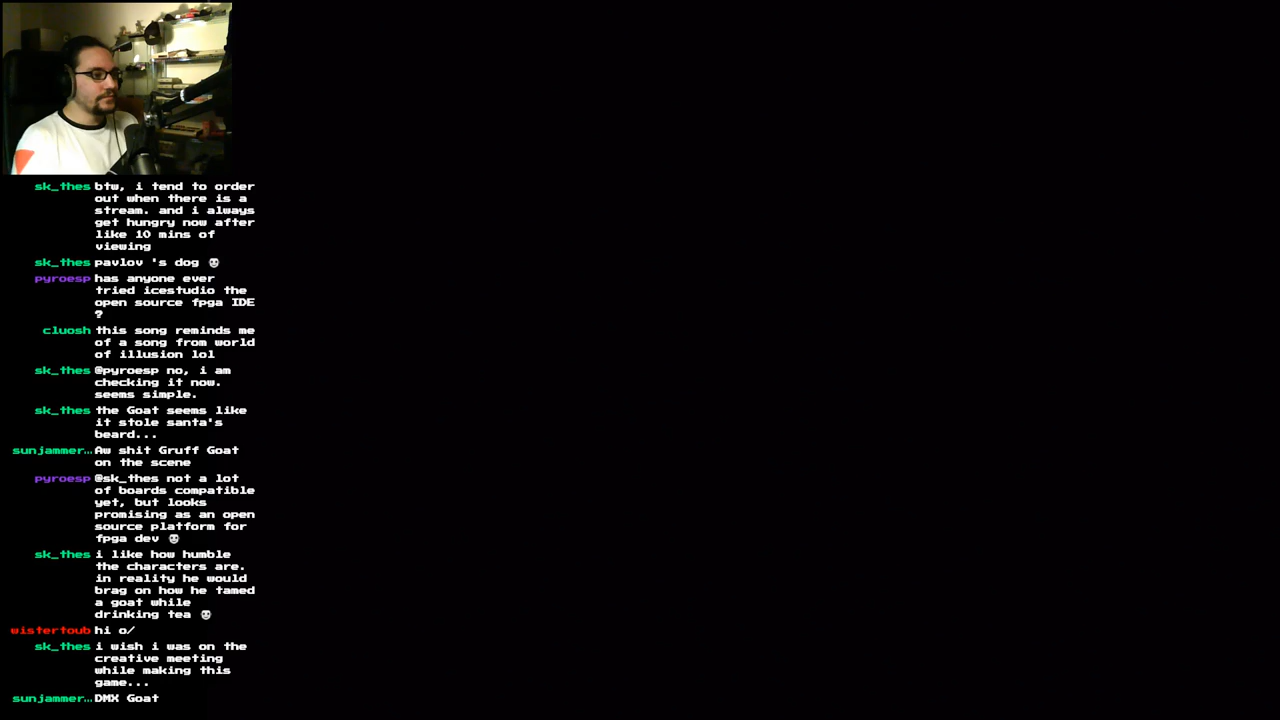 sk_thes btw, i tend to order
out when there is a
stream. and i always
get hungry now after
like 10 mins of
viewing
sk_thes pavlov 's dog
pyroesp has anyone ever
tried icestudio the
open source fpga IDE
?
cluosh this song reminds me
of a song from world
of illusion lol
sk_thes @pyroesp no, i am
checking it now.
seems simple.
sk_thes the Goat seems like
it stole santa's
beard...
sunjammer… Aw shit Gruff Goat
on the scene
pyroesp @sk_thes not a lot
of boards compatible
yet, but looks
promising as an open
source platform for
fpga dev
sk_thes i like how humble
the characters are.
in reality he would
brag on how he tamed
a goat while
drinking tea
wistertoub hi o/
sk_thes i wish i was on the
creative meeting
while making this
game...
sunjammer… DMX Goat